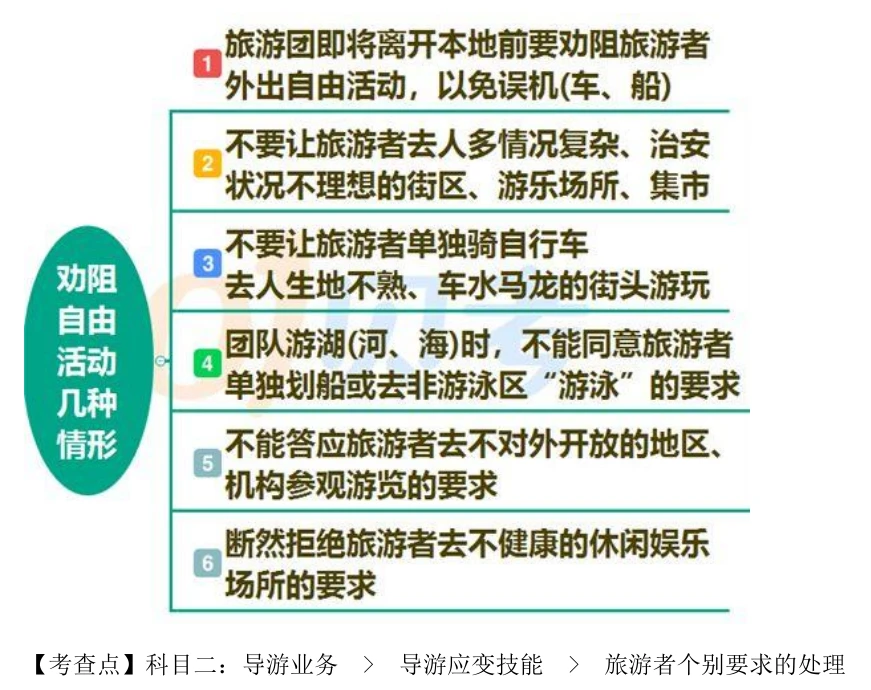 1 旅游团即将离开本地前要劝阻旅游者
外出自由活动，以免误机(车、船)
2 不要让旅游者去人多情况复杂、治安
状况不理想的街区、游乐场所、集市
3 不要让旅游者单独骑自行车
去人生地不熟、车水马龙的街头游玩
劝阻
自由
活动
几种
情形
4 团队游湖(河、海)时，不能同意旅游者
单独划船或去非游泳区“游泳”的要求
5 不能答应旅游者去不对外开放的地区、
机构参观游览的要求
6 断然拒绝旅游者去不健康的休闲娱乐
场所的要求
【考查点】科目二：导游业务 > 导游应变技能 > 旅游者个别要求的处理